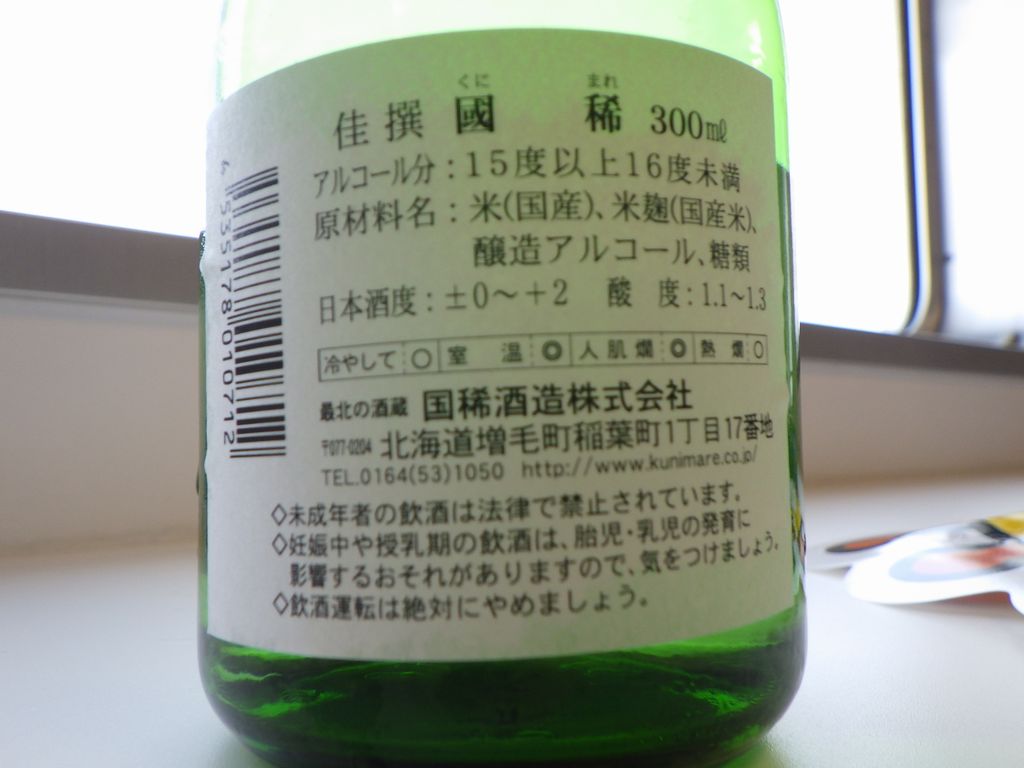 くに まれ
佳撰 國 稀 300mℓ
アルコール分:15度以上16度未満
原材料名:米(国産)、米麹(国産米)、
醸造アルコール、糖類
日本酒度:±0〜+2 酸 度:1.1〜1.3
冷やして ○ 室 温 ◎ 人肌燗 ◎ 熱 燗 ○
最北の酒蔵 国稀酒造株式会社
〒077-0204 北海道増毛町稲葉町1丁目17番地
TEL.0164(53)1050 http://www.kunimare.co.jp/
◇未成年者の飲酒は法律で禁止されています。
◇妊娠中や授乳期の飲酒は、胎児・乳児の発育に
影響するおそれがありますので、気をつけましょう。
◇飲酒運転は絶対にやめましょう。
4 535178 010712